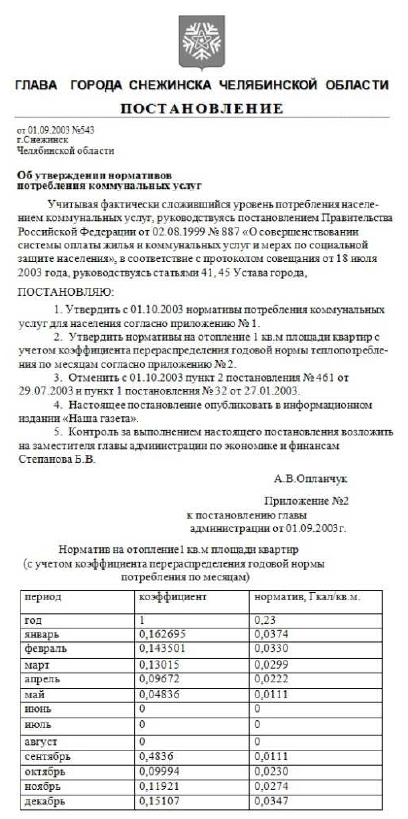 ГЛАВА ГОРОДА СНЕЖИНСКА ЧЕЛЯБИНСКОЙ ОБЛАСТИ
ПОСТАНОВЛЕНИЕ
от 01.09.2003 №543
г.Снежинск
Челябинской области
Об утверждении нормативов
потребления коммунальных услуг
Учитывая фактически сложившийся уровень потребления населе-
нием коммунальных услуг, руководствуясь постановлением Правительства
Российской Федерации от 02.08.1999 № 887 «О совершенствовании
системы оплаты жилья и коммунальных услуг и мерах по социальной
защите населения», в соответствие с протоколом совещания от 18 июля
2003 года, руководствуясь статьями 41, 45 Устава города,
ПОСТАНОВЛЯЮ:
1. Утвердить с 01.10.2003 нормативы потребления коммунальных
услуг для населения согласно приложению № 1.
2. Утвердить нормативы на отопление 1 кв.м площади квартир с
учетом коэффициента перераспределения годовой нормы теплопотребле-
ния по месяцам согласно приложению № 2.
3. Отменить с 01.10.2003 пункт 2 постановления № 461 от
29.07.2003 и пункт 1 постановления № 32 от 27.01.2003.
4. Настоящее постановление опубликовать в информационном
издании «Наша газета».
5. Контроль за выполнением настоящего постановления возложить
на заместителя главы администрации по экономике и финансам
Степанова Б.В.
А.В.Опланчук
Приложение №2
к постановлению главы
администрации от 01.09.2003г.
Норматив на отопление1 кв.м площади квартир
(с учетом коэффициента перераспределения годовой нормы
потребления по месяцам)
период коэффициент норматив, Гкал/кв.м.
год 1 0,23
январь 0,162695 0,0374
февраль 0,143501 0,0330
март 0,13015 0,0299
апрель 0,09672 0,0222
май 0,04836 0,0111
июнь 0 0
июль 0 0
август 0 0
сентябрь 0,4836 0,0111
октябрь 0,09994 0,0230
ноябрь 0,11921 0,0274
декабрь 0,15107 0,0347